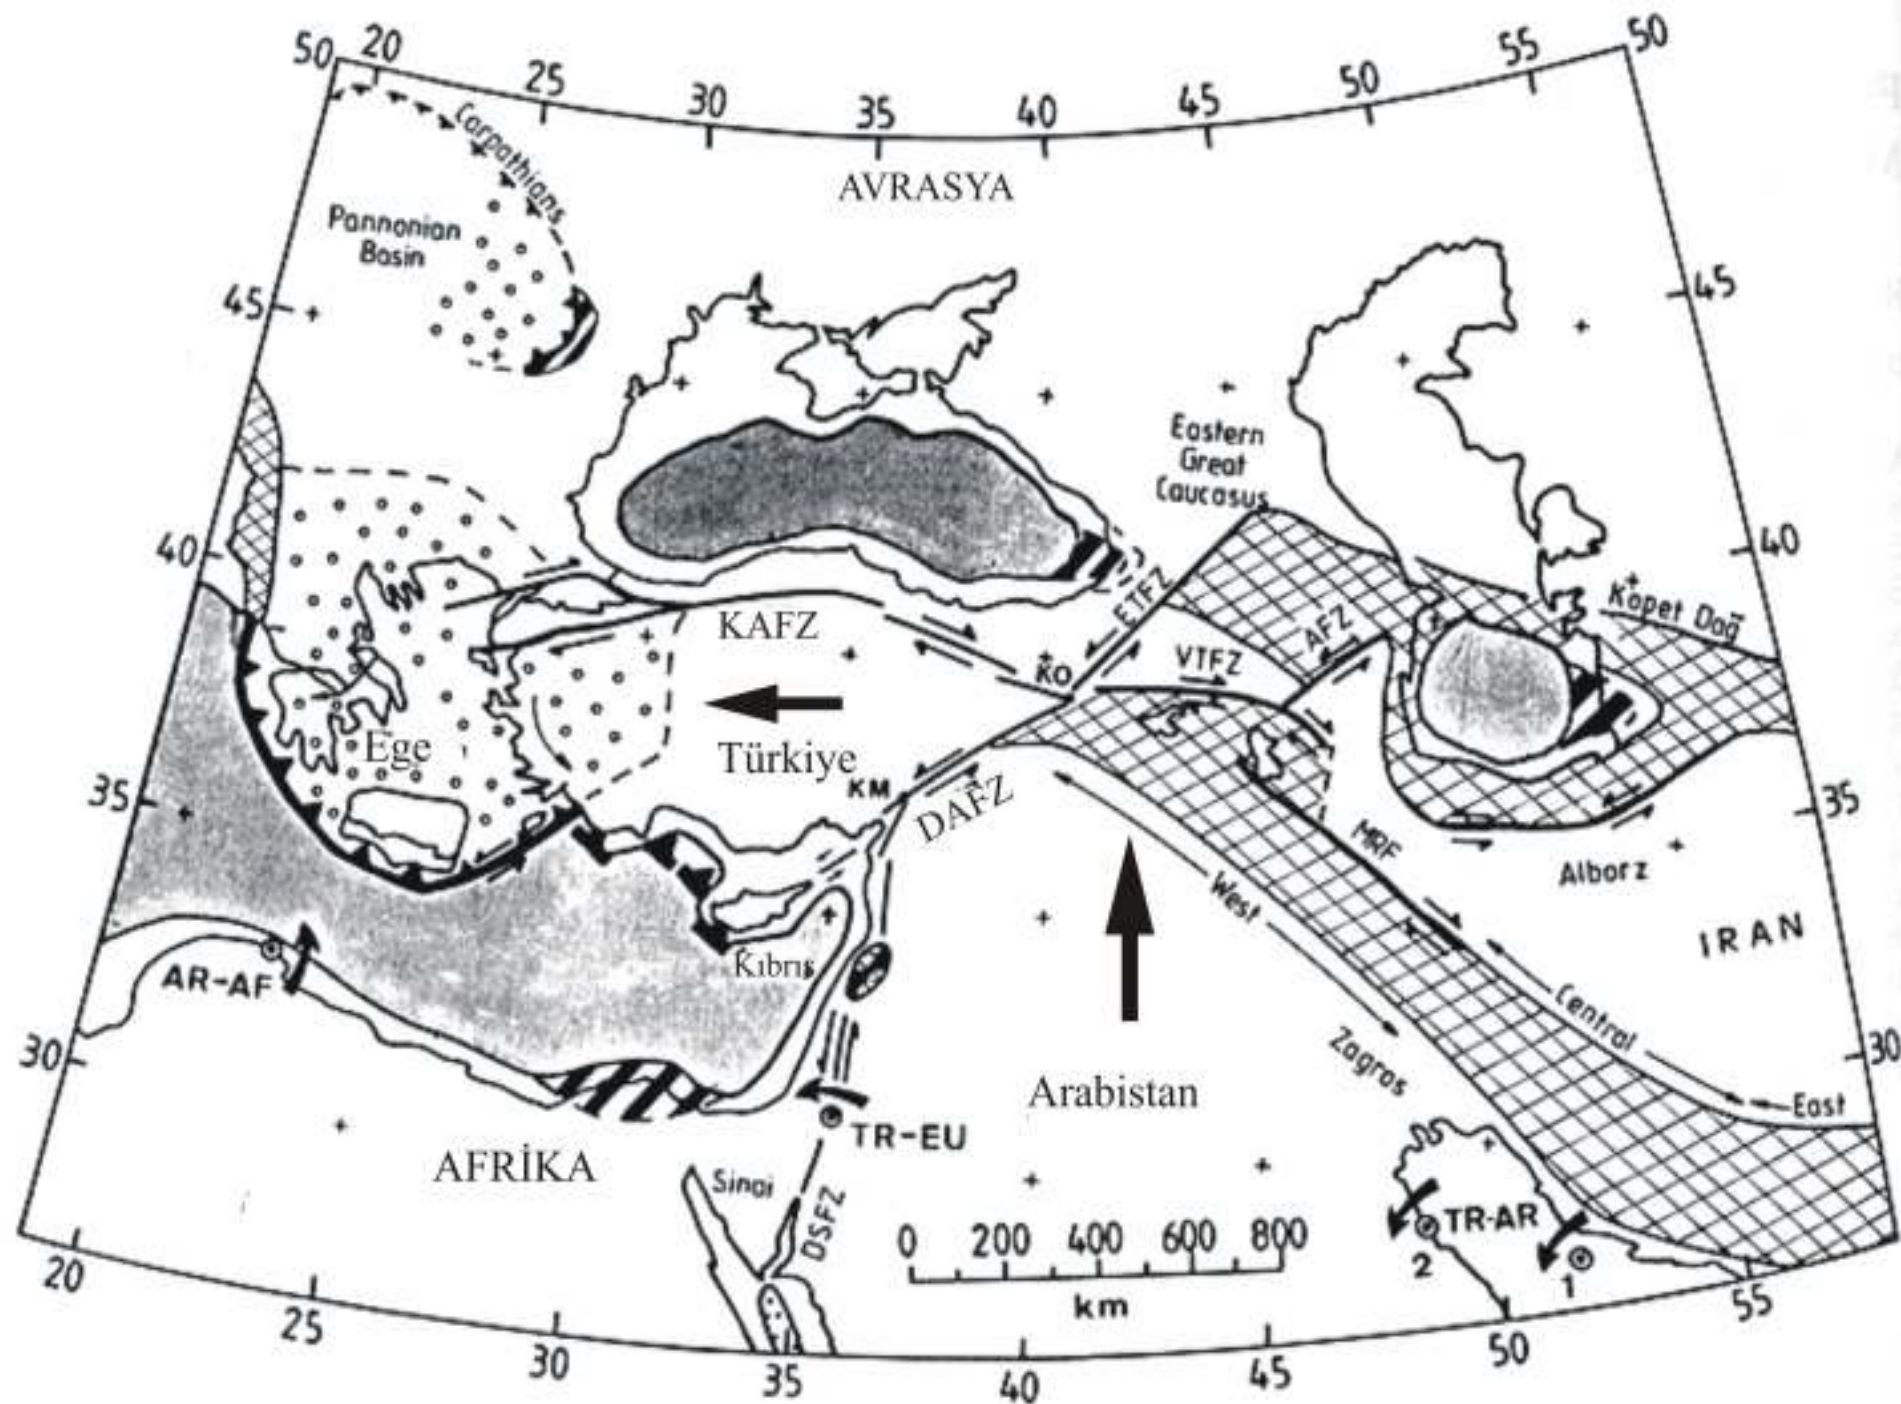 50 20 25 30 35 40 45 50 55 50
Carpathians
AVRASYA
Pannonian
Basin
45 45
Eastern
Great
Caucasus
40 40
ETFZ
Kopet Dağ
KAFZ
AFZ
KO
VTFZ
Ege
Türkiye
KM
DAFZ
35 35
MRF
Alborz
West
IRAN
AR-AF
Kıbrıs
Central
30 30
Zagros
Arabistan
East
TR-EU
AFRİKA
Sinai
DSFZ
TR-AR
2
1
0 200 400 600 800
km
20 25 30 35 40 45 50 55